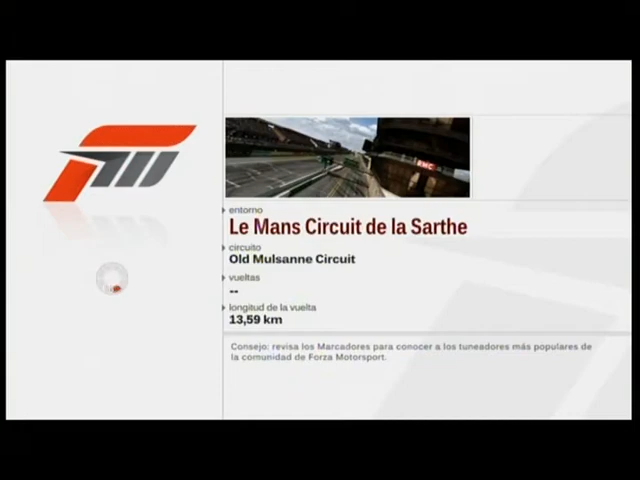 RMC
entorno
Le Mans Circuit de la Sarthe
circuito
Old Mulsanne Circuit
vueltas
--
longitud de la vuelta
13,59 km
Consejo: revisa los Marcadores para conocer a los tuneadores más populares de
la comunidad de Forza Motorsport.